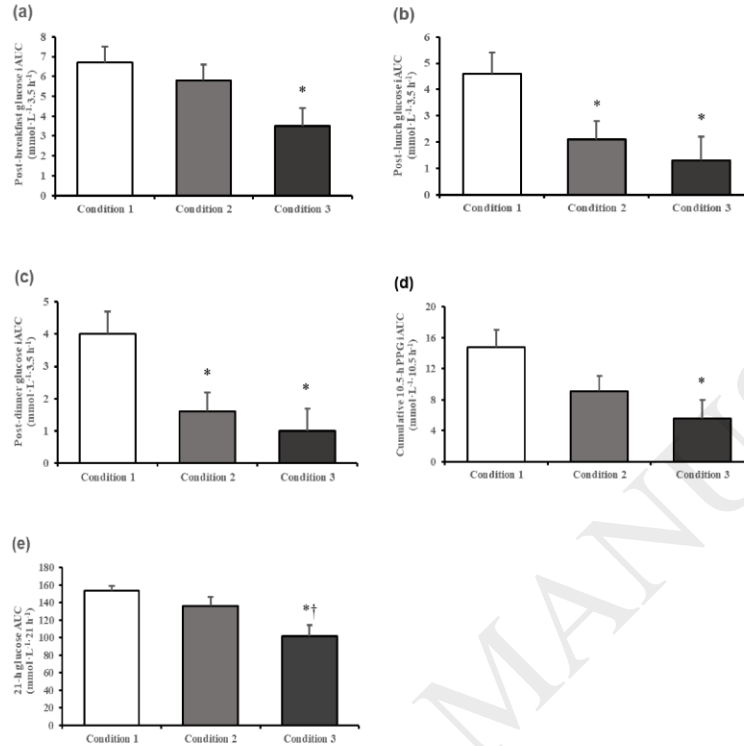 (a)
Post-breakfast glucose iAUC
(mmol·L⁻¹·3.5 h⁻¹)
8
7
6
5
4
3
2
1
0
*
Condition 1 Condition 2 Condition 3
(b)
Post-lunch glucose iAUC
(mmol·L⁻¹·3.5 h⁻¹)
6
5
4
3
2
1
0
* *
Condition 1 Condition 2 Condition 3
(c)
Post-dinner glucose iAUC
(mmol·L⁻¹·3.5 h⁻¹)
5
4
3
2
1
0
* *
Condition 1 Condition 2 Condition 3
(d)
Cumulative 10.5-h PPG iAUC
(mmol·L⁻¹·10.5 h⁻¹)
20
16
12
8
4
0
*
Condition 1 Condition 2 Condition 3
(e)
21-h glucose AUC
(mmol·L⁻¹·21 h⁻¹)
180
160
140
120
100
80
60
40
20
0
*†
Condition 1 Condition 2 Condition 3
MANUS